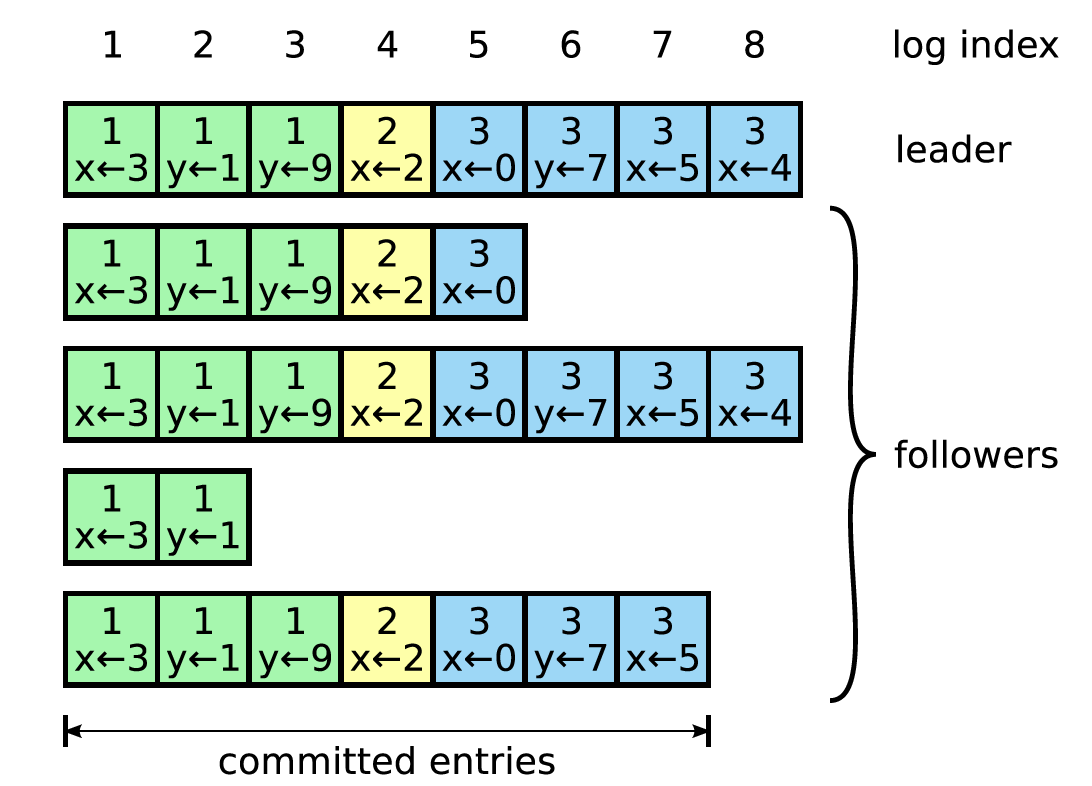 1 2 3 4 5 6 7 8 log index
1 1 1 2 3 3 3 3
x←3 y←1 y←9 x←2 x←0 y←7 x←5 x←4
leader
1 1 1 2 3
x←3 y←1 y←9 x←2 x←0
1 1 1 2 3 3 3 3
x←3 y←1 y←9 x←2 x←0 y←7 x←5 x←4
followers
1 1
x←3 y←1
1 1 1 2 3 3 3
x←3 y←1 y←9 x←2 x←0 y←7 x←5
committed entries